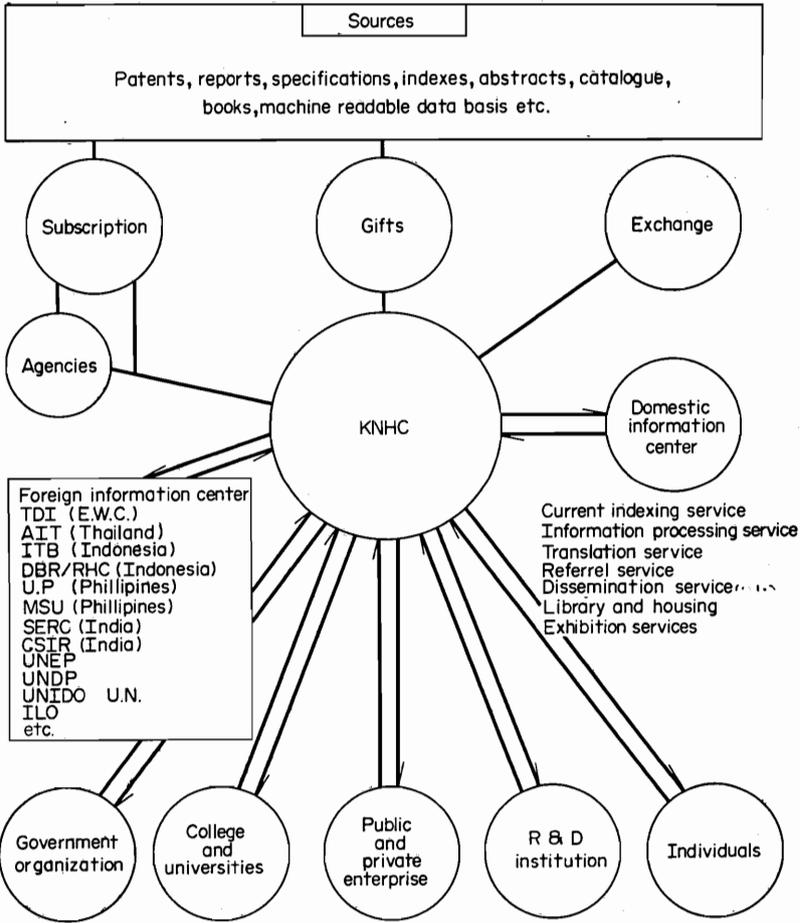 Sources
Patents, reports, specifications, indexes, abstracts, catalogue,
books, machine readable data basis etc.
Subscription
Gifts
Exchange
Agencies
KNHC
Domestic
information
center
Foreign information center
TDI (E.W.C.)
AIT (Thailand)
ITB (Indonesia)
DBR/RHC (Indonesia)
U.P (Phillipines)
MSU (Phillipines)
SERC (India)
CSIR (India)
UNEP
UNDP
UNIDO U.N.
ILO
etc.
Current indexing service
Information processing service
Translation service
Referrel service
Dissemination service
Library and housing
Exhibition services
Government
organization
College
and
universities
Public
and
private
enterprise
R & D
institution
Individuals